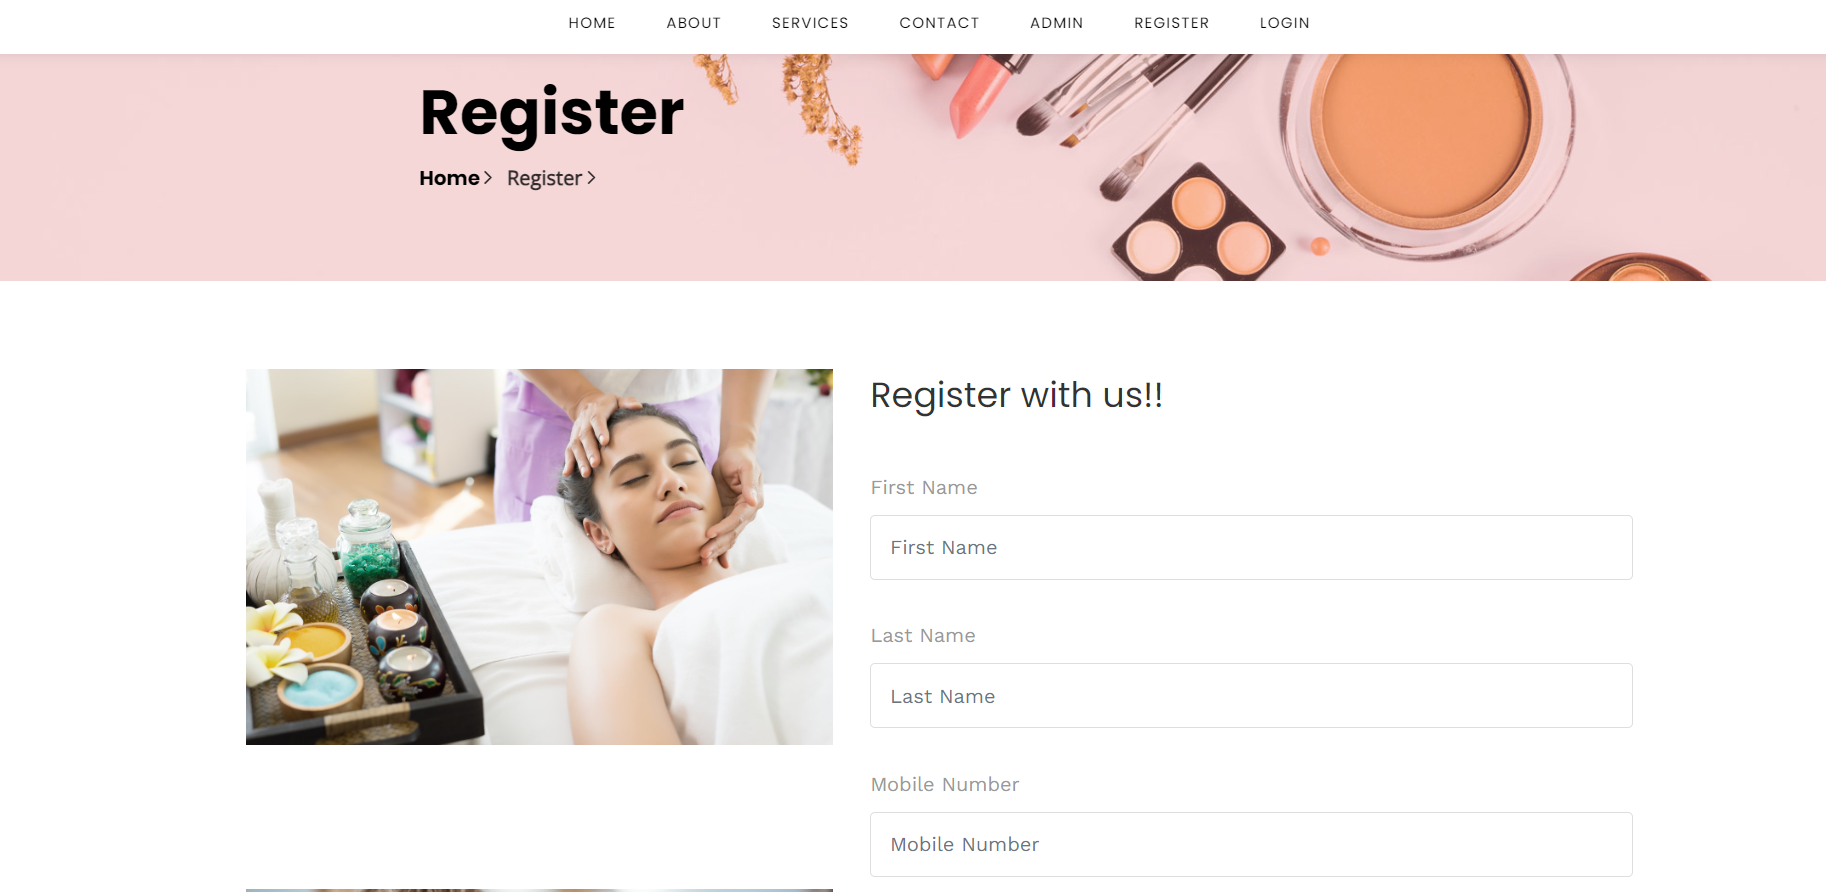 HOME ABOUT SERVICES CONTACT ADMIN REGISTER LOGIN
Register
Home > Register >
Register with us!!
First Name
First Name
Last Name
Last Name
Mobile Number
Mobile Number